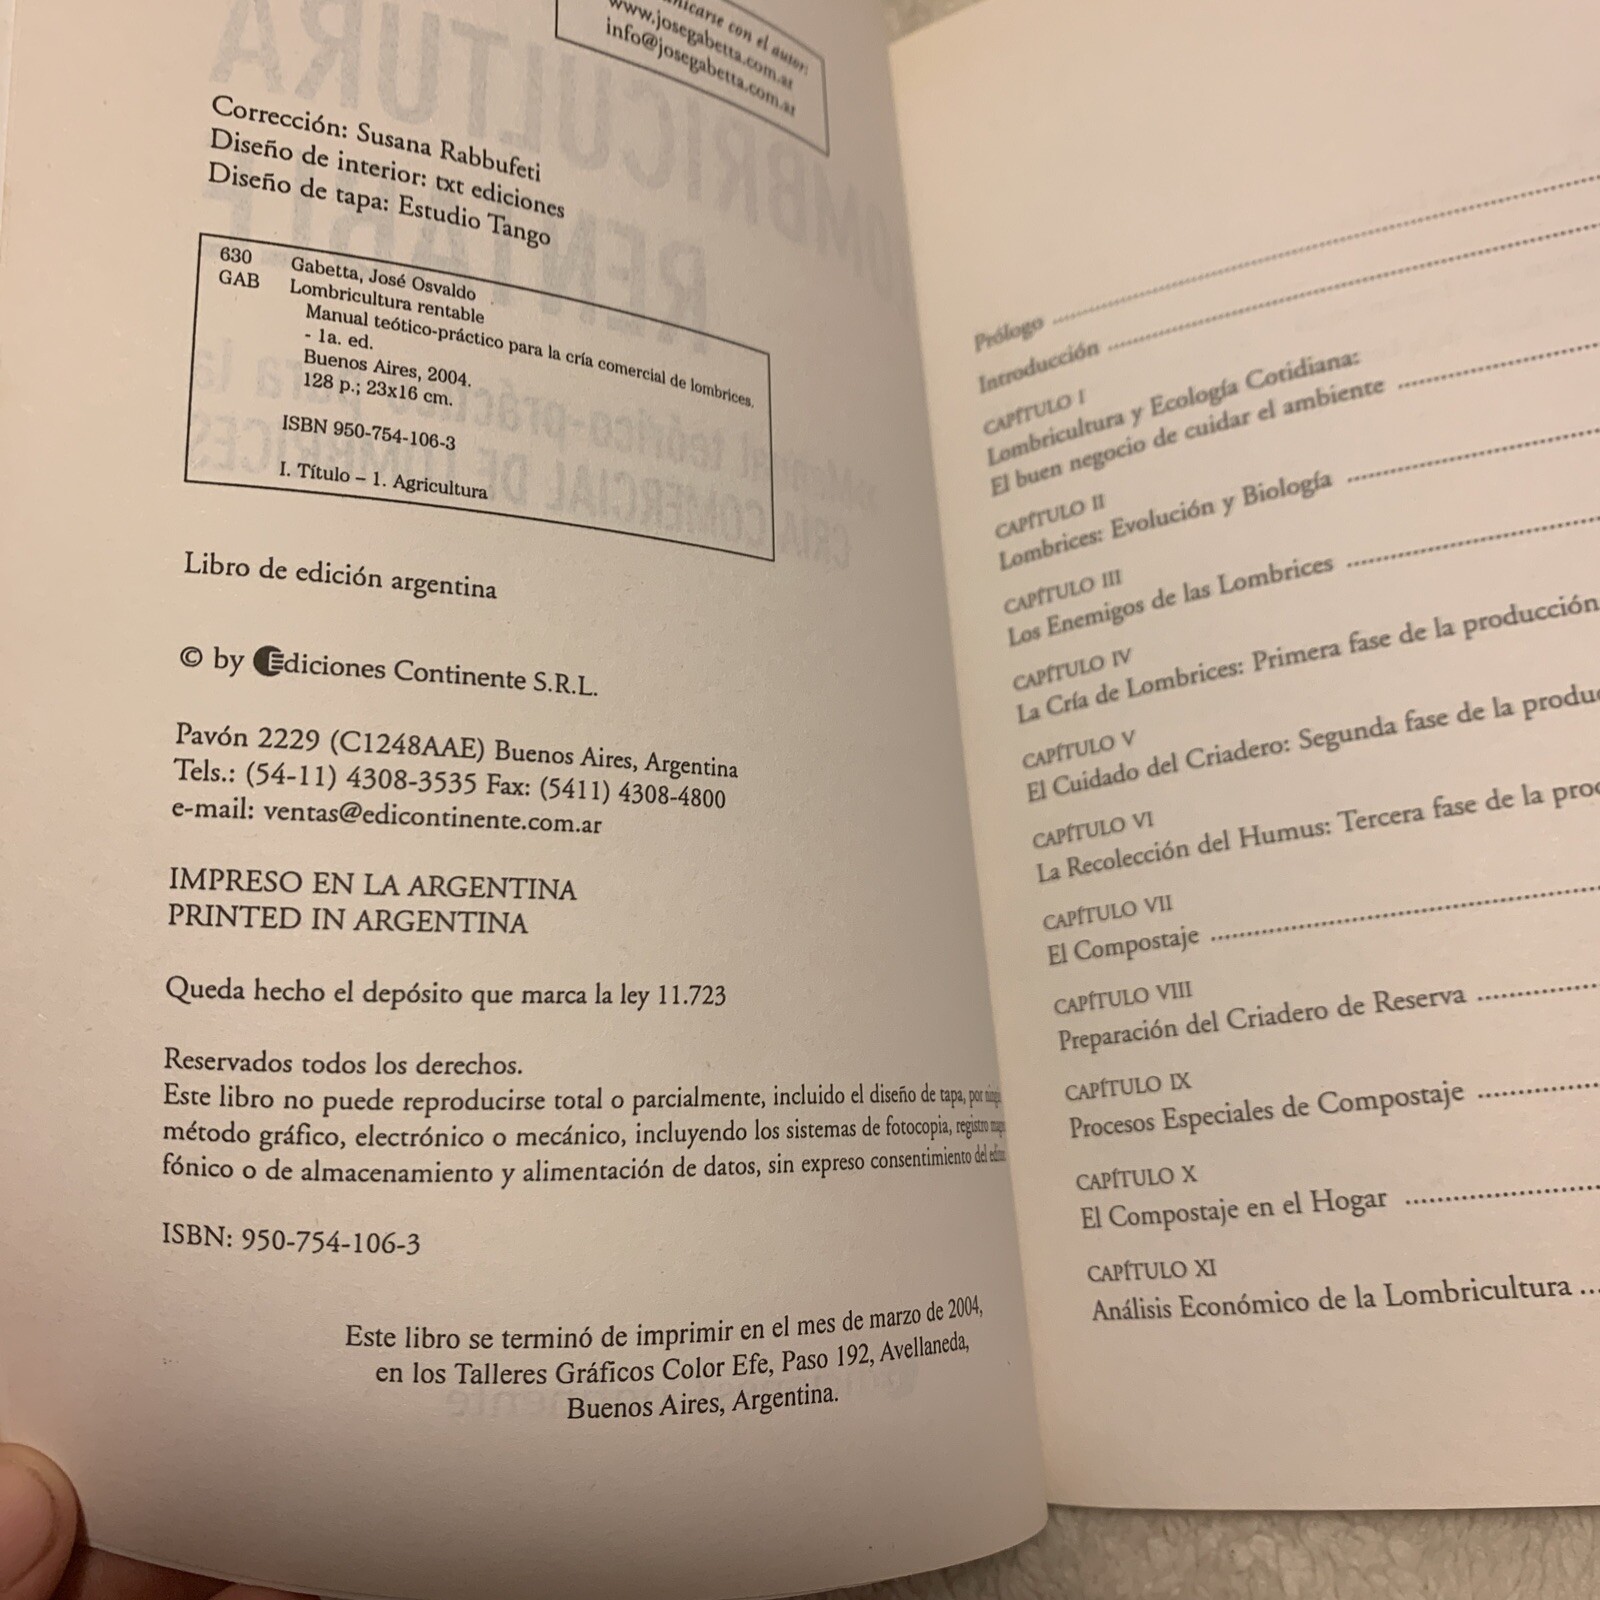 el autor:
www.josegabetta.com.ar
info@josegabetta.com.ar
Corrección: Susana Rabbufeti
Diseño de interior: txt ediciones
Diseño de tapa: Estudio Tango
630 Gabetta, José Osvaldo
GAB Lombricultura rentable
Manual teótico-práctico para la cría comercial de lombrices.
- 1a. ed.
Buenos Aires, 2004.
128 p.; 23x16 cm.
ISBN 950-754-106-3
I. Título – 1. Agricultura
Libro de edición argentina
© by Ediciones Continente S.R.L.
Pavón 2229 (C1248AAE) Buenos Aires, Argentina
Tels.: (54-11) 4308-3535 Fax: (5411) 4308-4800
e-mail: ventas@edicontinente.com.ar
IMPRESO EN LA ARGENTINA
PRINTED IN ARGENTINA
Queda hecho el depósito que marca la ley 11.723
Reservados todos los derechos.
Este libro no puede reproducirse total o parcialmente, incluido el diseño de tapa, por
método gráfico, electrónico o mecánico, incluyendo los sistemas de fotocopia, registro
fónico o de almacenamiento y alimentación de datos, sin expreso consentimiento del
ISBN: 950-754-106-3
Este libro se terminó de imprimir en el mes de marzo de 2004,
en los Talleres Gráficos Color Efe, Paso 192, Avellaneda,
Buenos Aires, Argentina.
Prólogo
Introducción
CAPÍTULO I
Lombricultura y Ecología Cotidiana:
El buen negocio de cuidar el ambiente
CAPÍTULO II
Lombrices: Evolución y Biología
CAPÍTULO III
Los Enemigos de las Lombrices
CAPÍTULO IV
La Cría de Lombrices: Primera fase de la producción
CAPÍTULO V
El Cuidado del Criadero: Segunda fase de la
CAPÍTULO VI
La Recolección del Humus: Tercera fase de la
CAPÍTULO VII
El Compostaje
CAPÍTULO VIII
Preparación del Criadero de Reserva
CAPÍTULO IX
Procesos Especiales de Compostaje
CAPÍTULO X
El Compostaje en el Hogar
CAPÍTULO XI
Análisis Económico de la Lombricultura